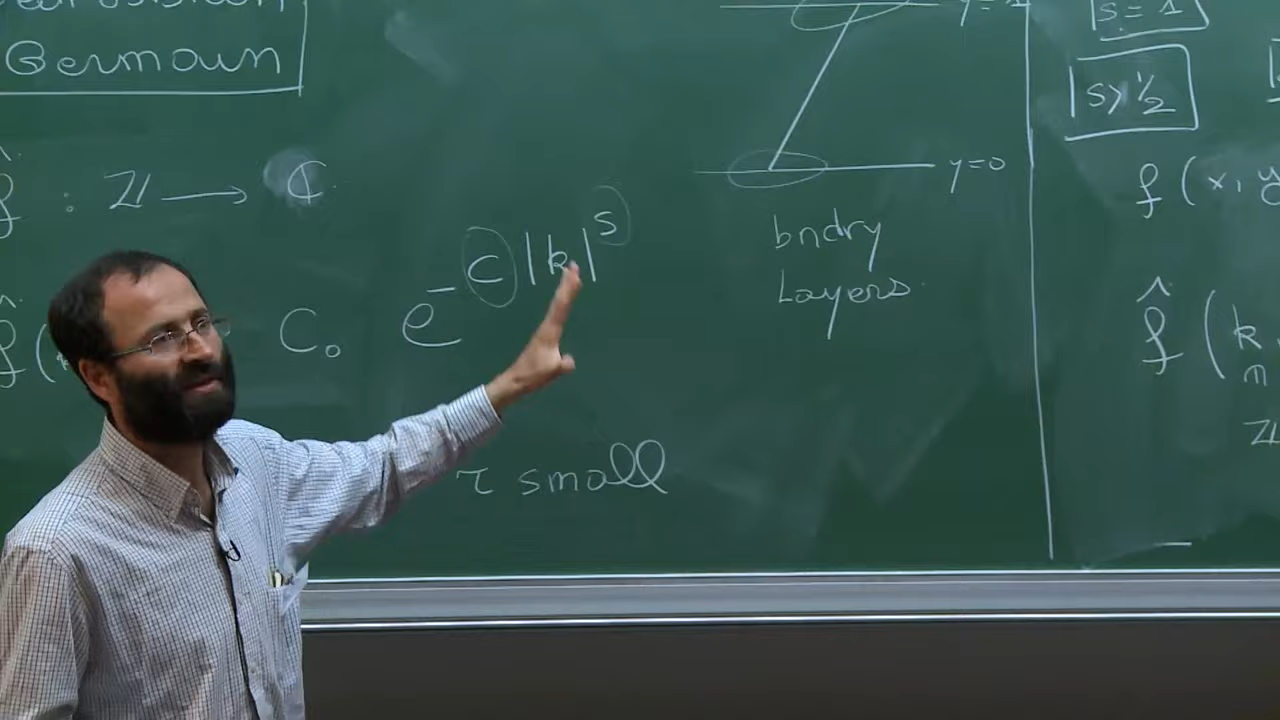 Germain
f̂ : ℤ ⟶ ℂ
f̂ ( C₀ e^{-c|k|^s}
τ small
y=0
bndry
Layers
s = 1
s > 1/2
f ( x, y
f̂ ( k,
n
ℤ